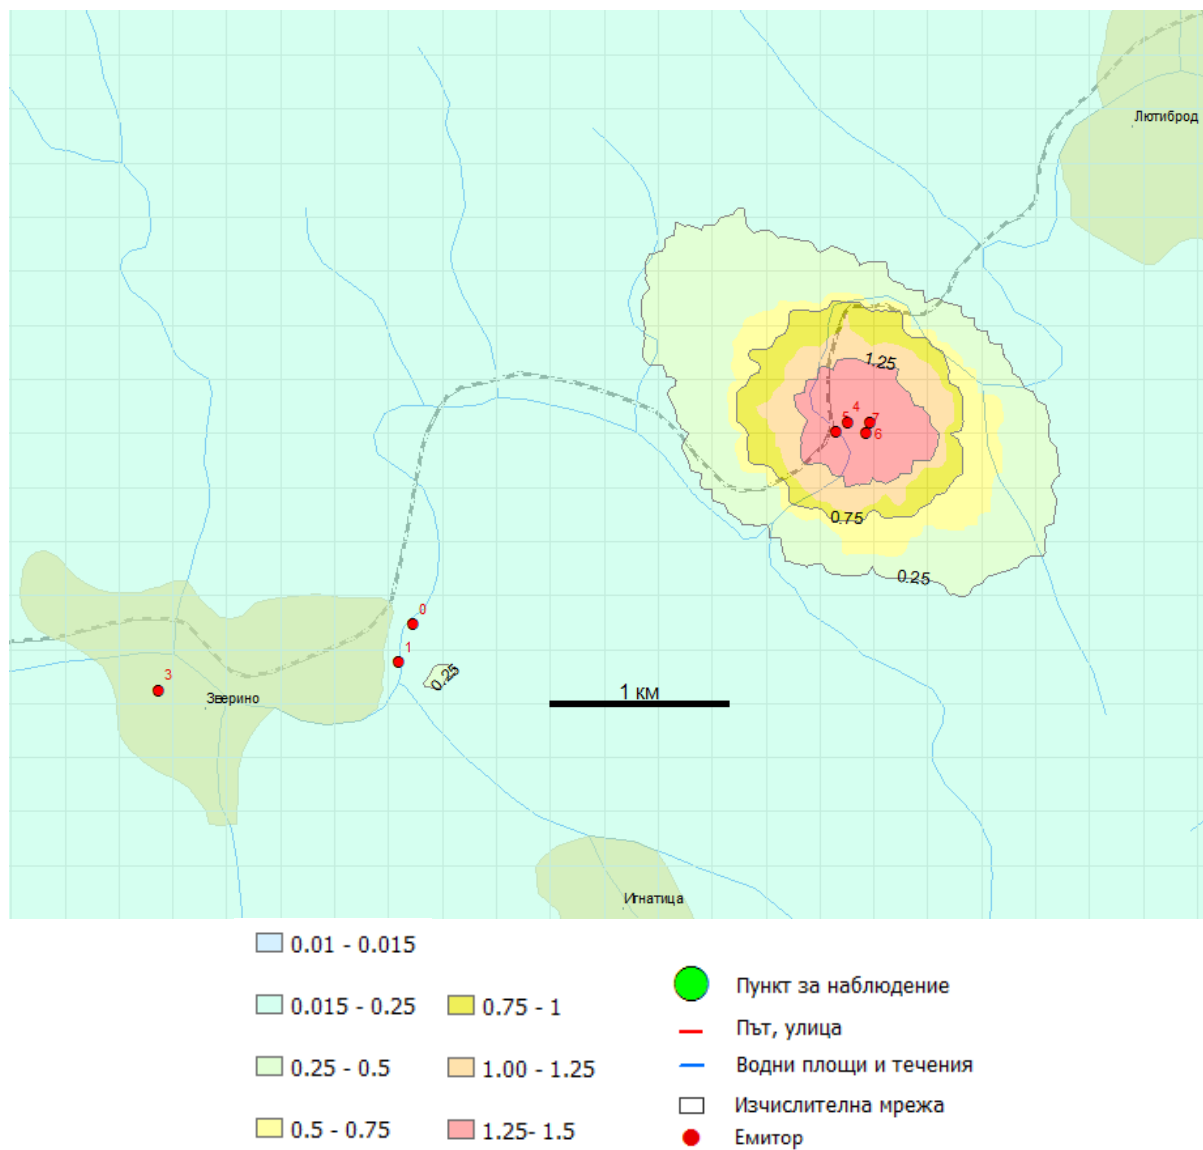 Лютиброд
1.25
4
5
7
6
0.75
0.25
0
1
0.25
3
Зверино
1 км
Игнатица
0.01 - 0.015
0.015 - 0.25
0.75 - 1
0.25 - 0.5
1.00 - 1.25
0.5 - 0.75
1.25- 1.5
Пункт за наблюдение
Път, улица
Водни площи и течения
Изчислителна мрежа
Емитор